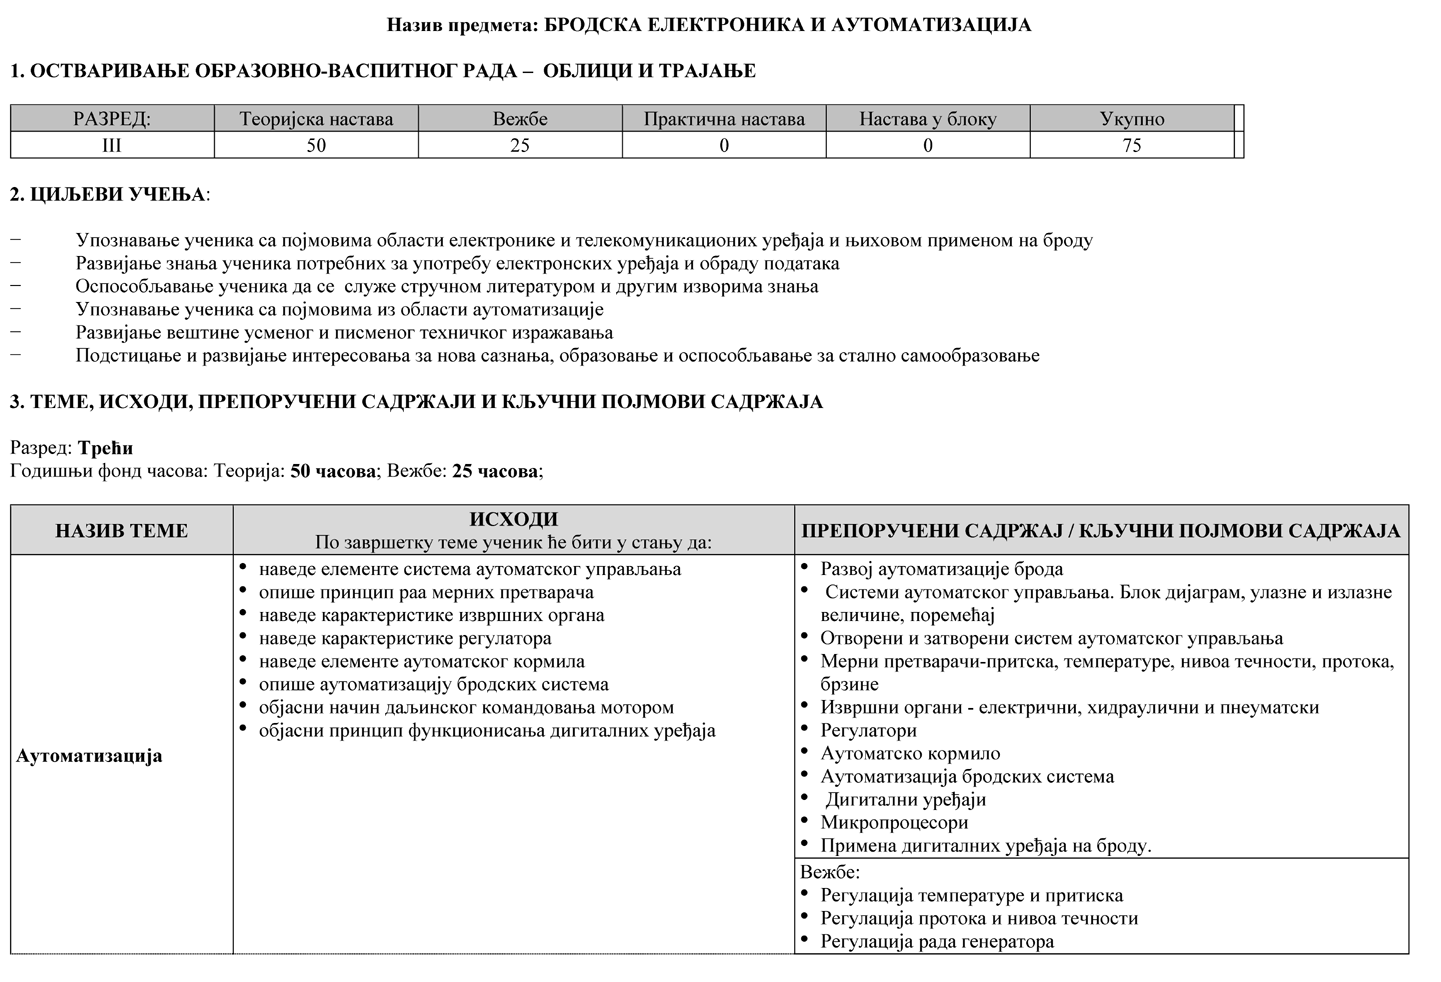 Назив предмета: БРОДСКА ЕЛЕКТРОНИКА И АУТОМАТИЗАЦИЈА
1. ОСТВАРИВАЊЕ ОБРАЗОВНО-ВАСПИТНОГ РАДА – ОБЛИЦИ И ТРАЈАЊЕ
РАЗРЕД: Теоријска настава Вежбе Практична настава Настава у блоку Укупно
III 50 25 0 0 75
2. ЦИЉЕВИ УЧЕЊА:
– Упознавање ученика са појмовима области електронике и телекомуникационих уређаја и њиховом применом на броду
– Развијање знања ученика потребних за употребу електронских уређаја и обраду података
– Оспособљавање ученика да се служе стручном литературом и другим изворима знања
– Упознавање ученика са појмовима из области аутоматизације
– Развијање вештине усменог и писменог техничког изражавања
– Подстицање и развијање интересовања за нова сазнања, образовање и оспособљавање за стално самообразовање
3. ТЕМЕ, ИСХОДИ, ПРЕПОРУЧЕНИ САДРЖАЈИ И КЉУЧНИ ПОЈМОВИ САДРЖАЈА
Разред: Трећи
Годишњи фонд часова: Теорија: 50 часова; Вежбе: 25 часова;
НАЗИВ ТЕМЕ
ИСХОДИ
По завршетку теме ученик ће бити у стању да:
ПРЕПОРУЧЕНИ САДРЖАЈ / КЉУЧНИ ПОЈМОВИ САДРЖАЈА
Аутоматизација
• наведе елементе система аутоматског управљања
• опише принцип раа мерних претварача
• наведе карактеристике извршних органа
• наведе карактеристике регулатора
• наведе елементе аутоматског кормила
• опише аутоматизацију бродских система
• објасни начин даљинског командовања мотором
• објасни принцип функционисања дигиталних уређаја
• Развој аутоматизације брода
• Системи аутоматског управљања. Блок дијаграм, улазне и излазне
величине, поремећај
• Отворени и затворени систем аутоматског управљања
• Мерни претварачи-притска, температуре, нивоа течности, протока,
брзине
• Извршни органи - електрични, хидраулични и пнеуматски
• Регулатори
• Аутоматско кормило
• Аутоматизација бродских система
• Дигитални уређаји
• Микропроцесори
• Примена дигиталних уређаја на броду.
Вежбе:
• Регулација температуре и притиска
• Регулација протока и нивоа течности
• Регулација рада генератора